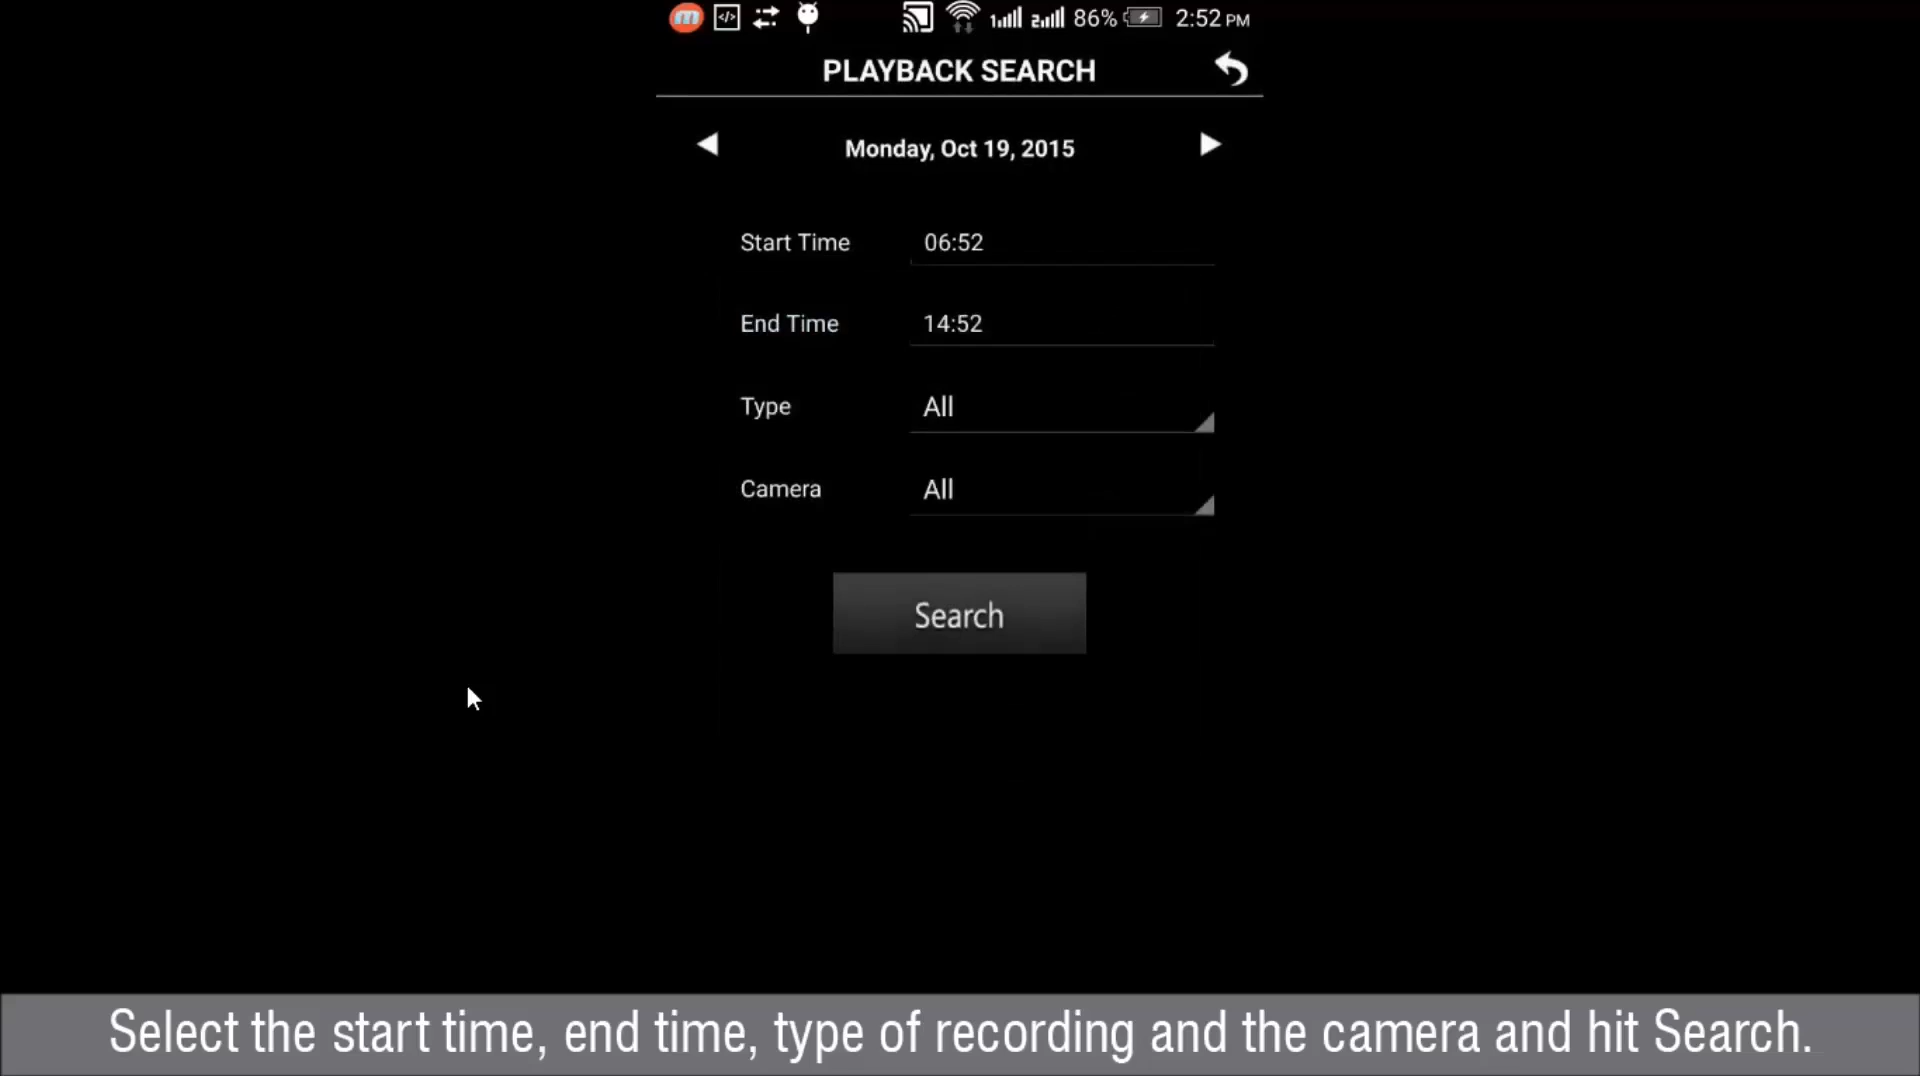 86% 2:52 PM
PLAYBACK SEARCH
Monday, Oct 19, 2015
Start Time 06:52
End Time 14:52
Type All
Camera All
Search
Select the start time, end time, type of recording and the camera and hit Search.